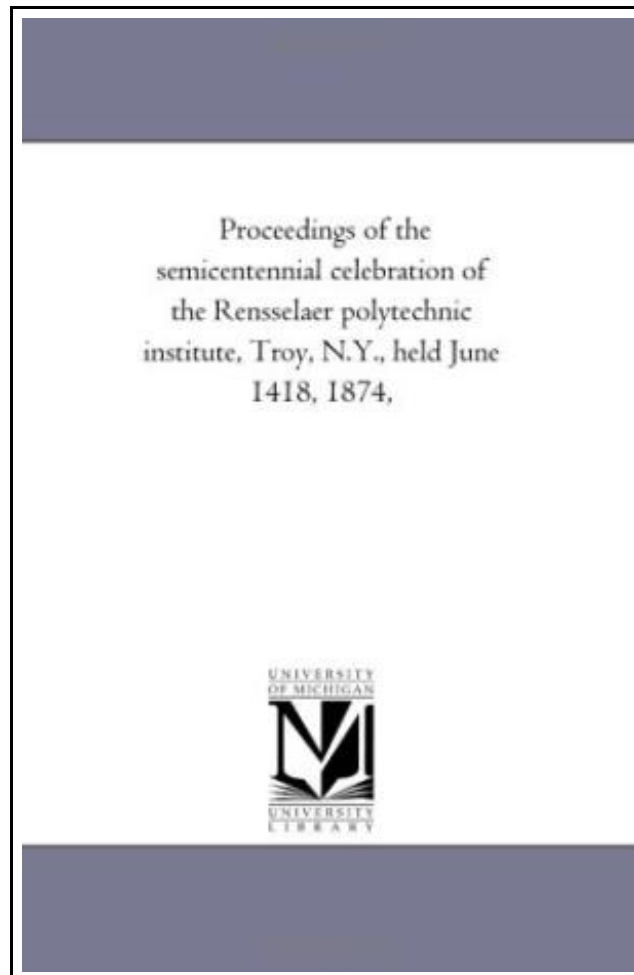 Proceedings of the
semicentennial celebration of
the Rensselaer polytechnic
institute, Troy, N.Y., held June
1418, 1874,
UNIVERSITY
OF MICHIGAN
UNIVERSITY
LIBRARY